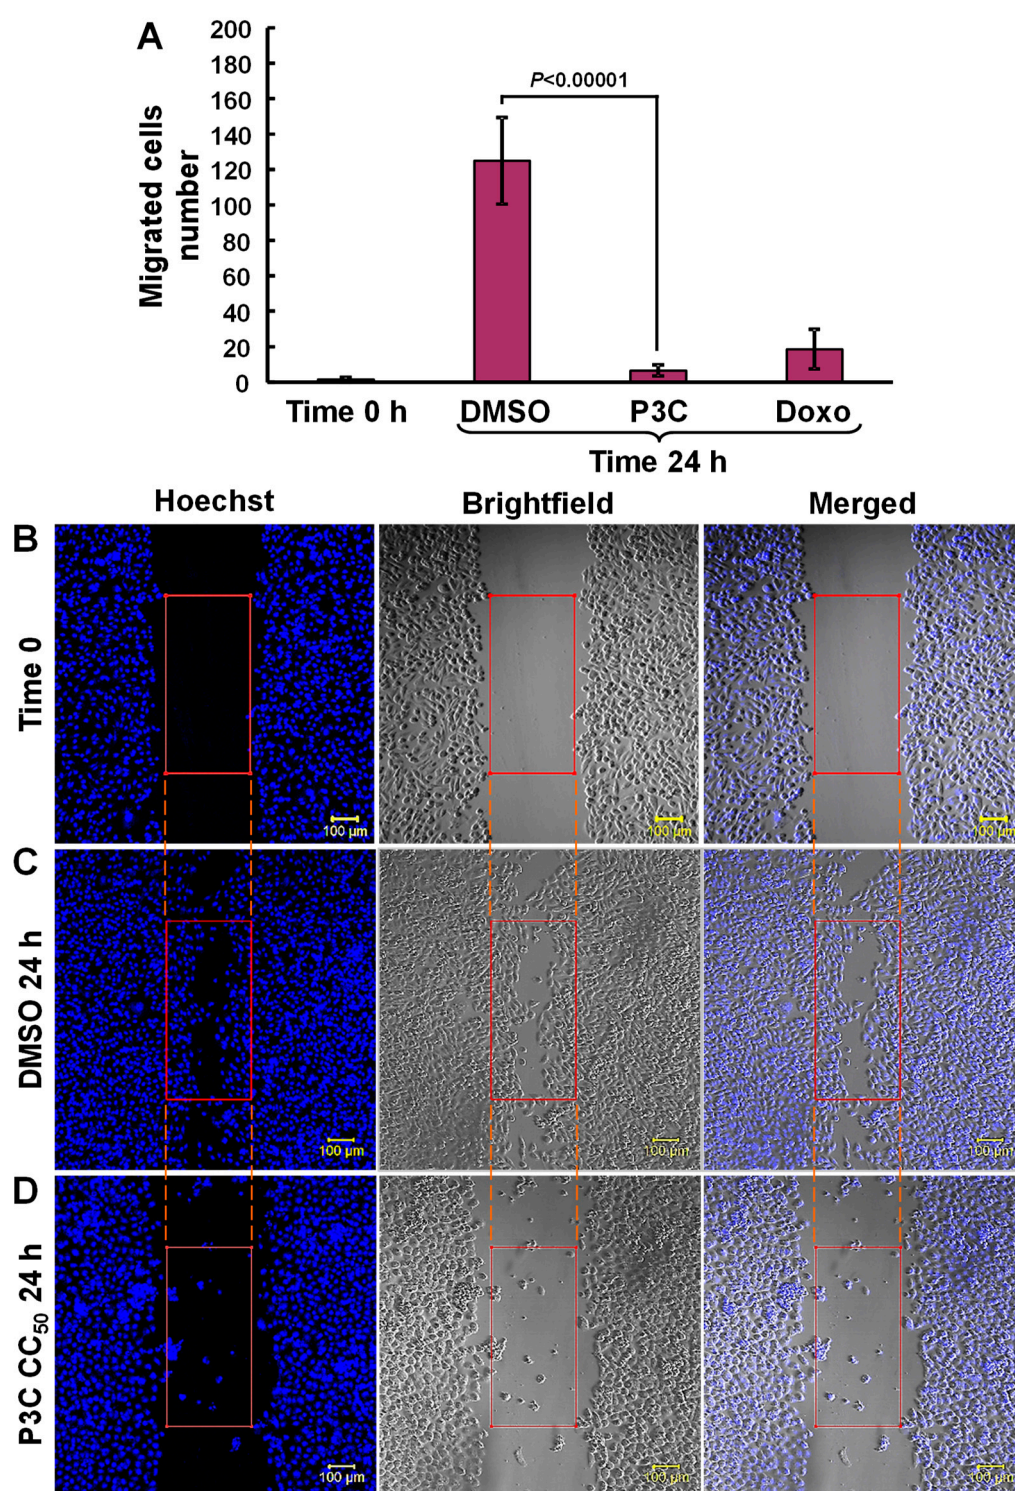 A
200
180
160
140
120
100
80
60
40
20
0
Migrated cells
number
P<0.00001
Time 0 h
DMSO
P3C
Doxo
Time 24 h
Hoechst
Brightfield
Merged
B
Time 0
100 µm
100 µm
100 µm
C
DMSO 24 h
100 µm
100 µm
100 µm
D
P3C CC₅₀ 24 h
100 µm
100 µm
100 µm